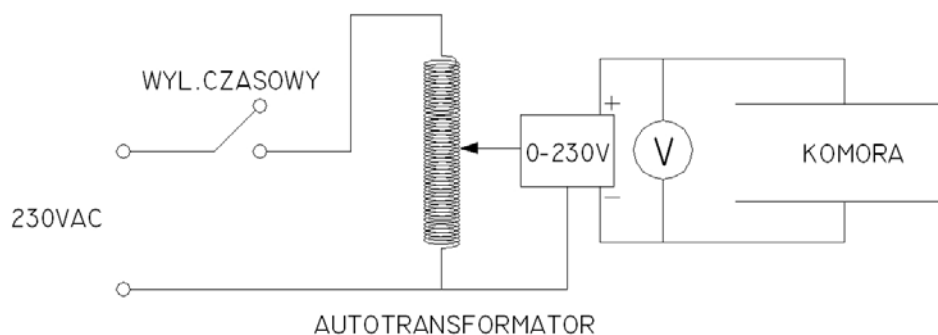 WYL.CZASOWY
+
0-230V
V
KOMORA
−
230VAC
AUTOTRANSFORMATOR